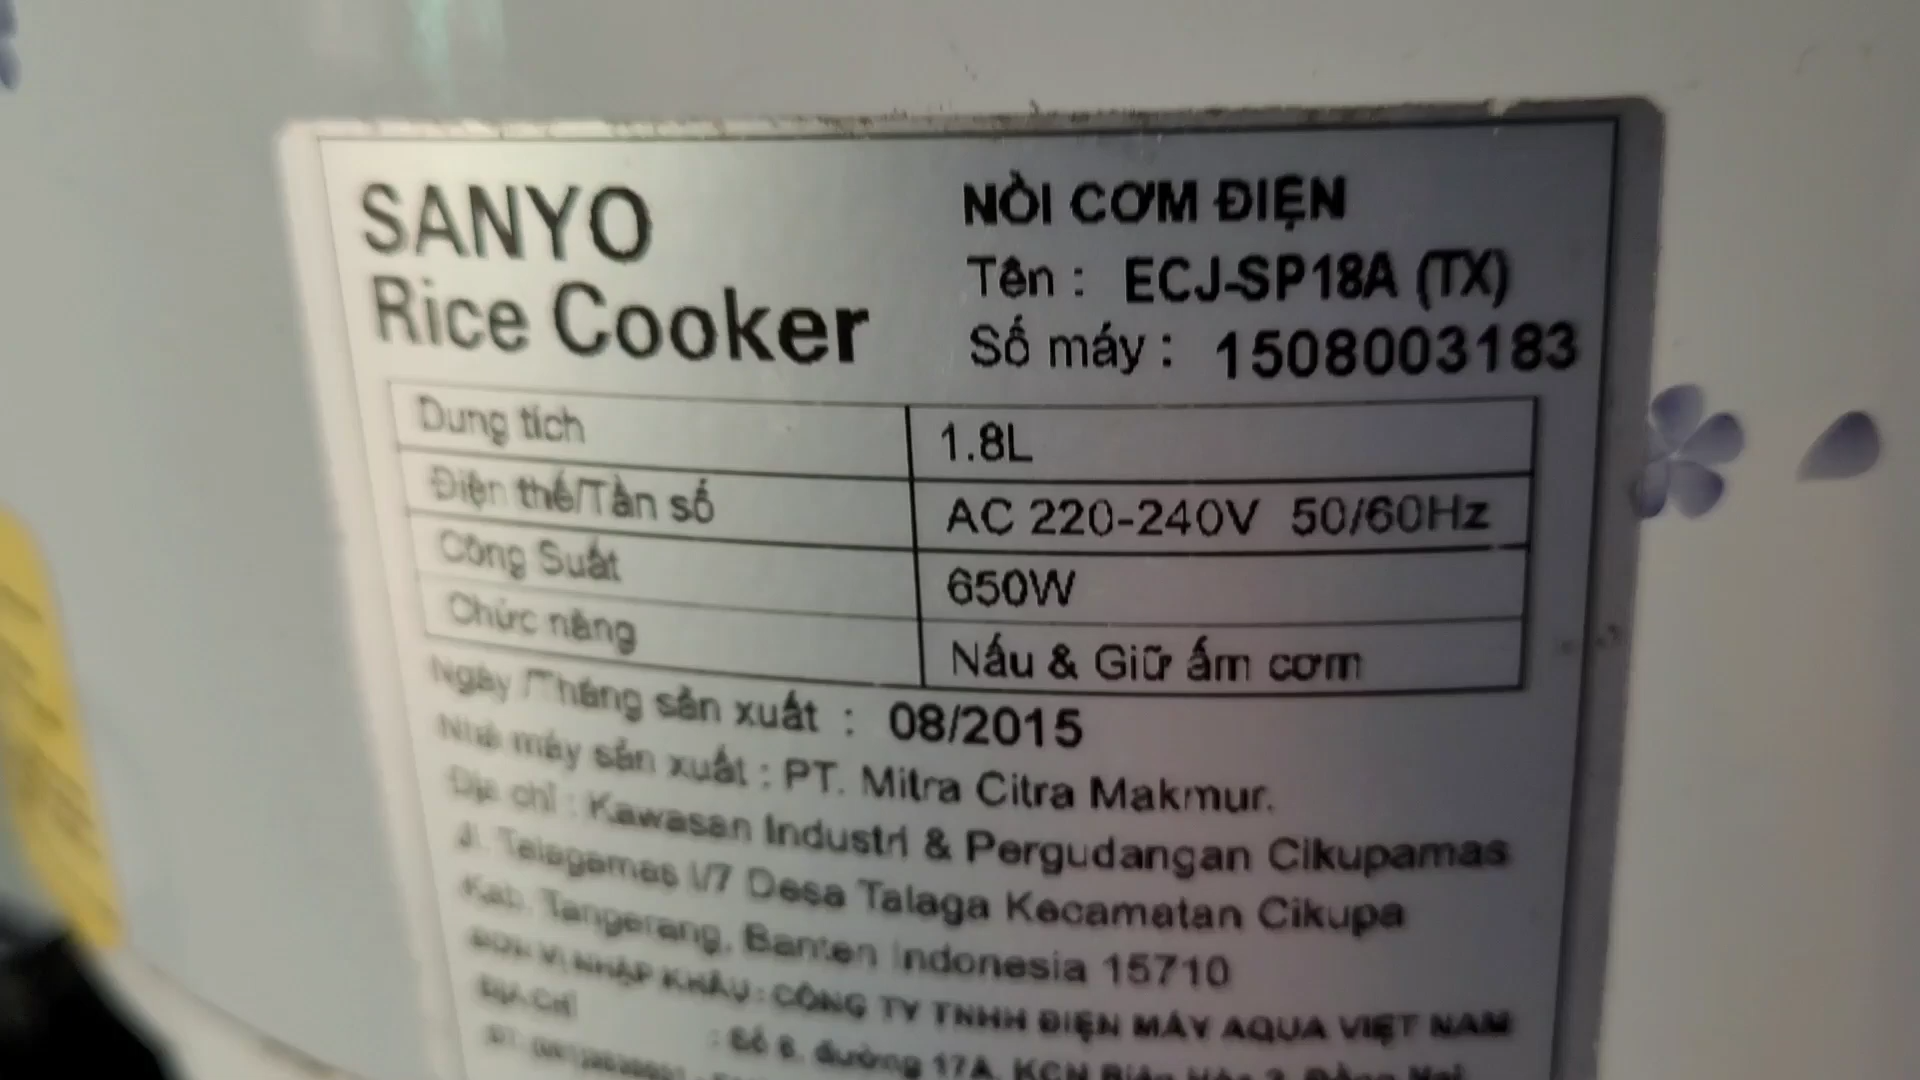 SANYO
Rice Cooker
NỒI CƠM ĐIỆN
Tên : ECJ-SP18A (TX)
Số máy : 1508003183
Dung tích 1.8L
Điện thế/Tần số AC 220-240V 50/60Hz
Công Suất 650W
Chức năng Nấu & Giữ ấm cơm
Ngày /Tháng sản xuất : 08/2015
Nhà máy sản xuất : PT. Mitra Citra Makmur.
Địa chỉ : Kawasan Industri & Pergudangan Cikupamas
Jl. Telagamas I/7 Desa Talaga Kecamatan Cikupa
Kab. Tangerang, Banten Indonesia 15710
ĐƠN VỊ NHẬP KHẨU : CÔNG TY TNHH ĐIỆN MÁY AQUA VIỆT NAM
ĐỊA CHỈ : Số 8, đường 17A, KCN Biên Hòa 2, Đồng Nai